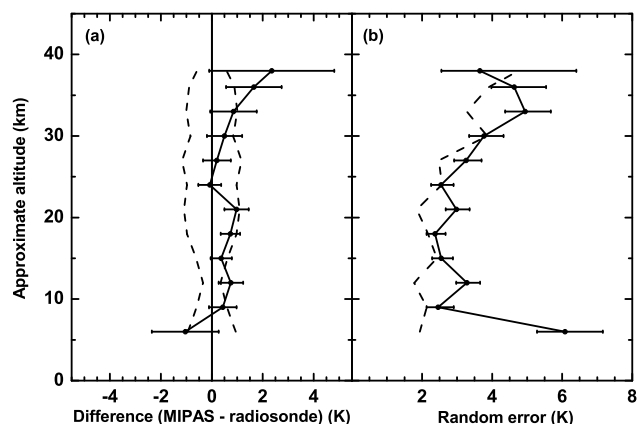 (a)
(b)
Approximate altitude (km)
40
30
20
10
0
-4 -2 0 2 4
2 4 6 8
Difference (MIPAS - radiosonde) (K)
Random error (K)